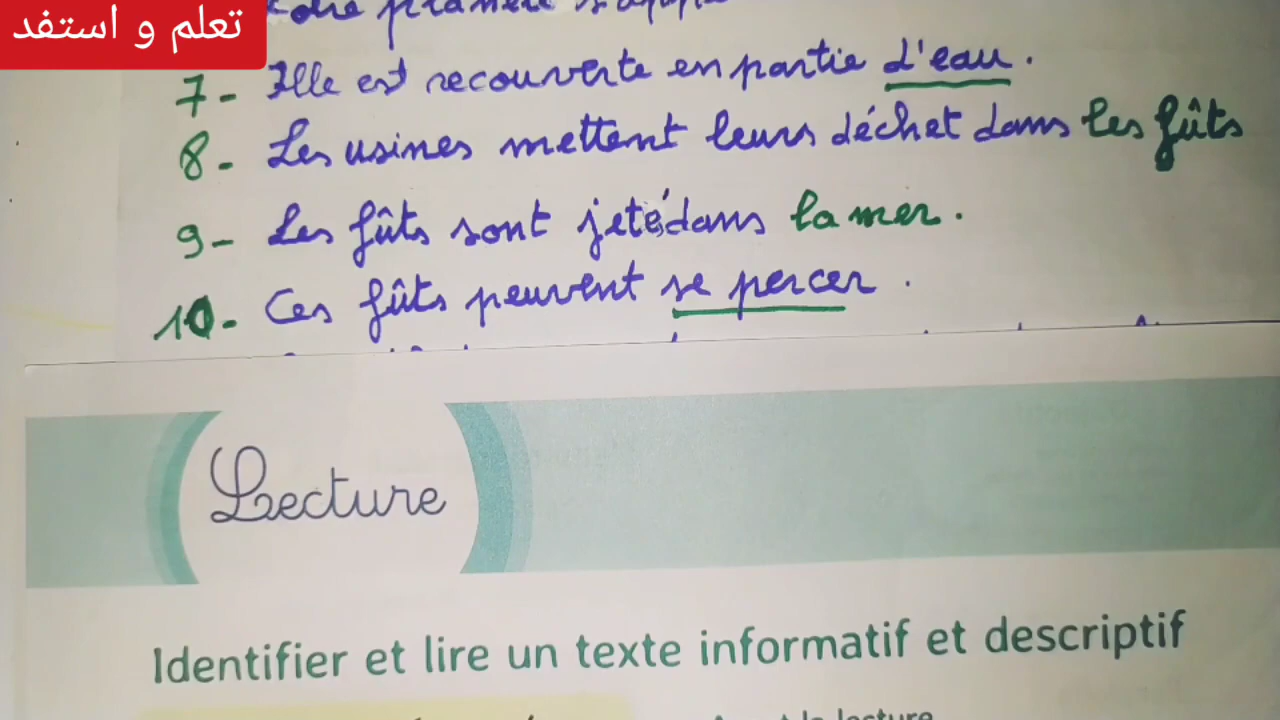 تعلم و استفد
7- Elle est recouverte en partie d'eau.
8- Les usines mettent leurs déchet dans les fûts
9- Les fûts sont jeté dans la mer.
10- Ces fûts peuvent se percer.
Lecture
Identifier et lire un texte informatif et descriptif
la lecture